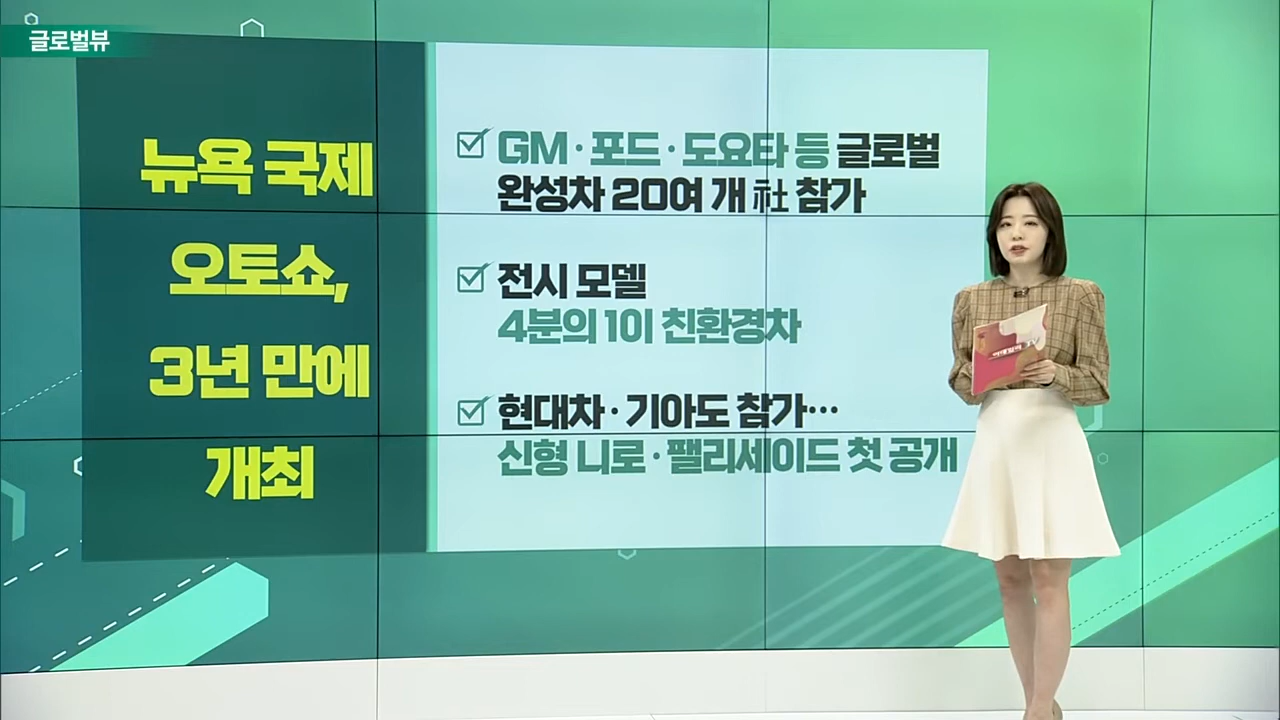 글로벌뷰
뉴욕 국제
오토쇼,
3년 만에
개최
GM·포드·도요타 등 글로벌
완성차 20여 개 社 참가
전시 모델
4분의 1이 친환경차
현대차·기아도 참가…
신형 니로·팰리세이드 첫 공개